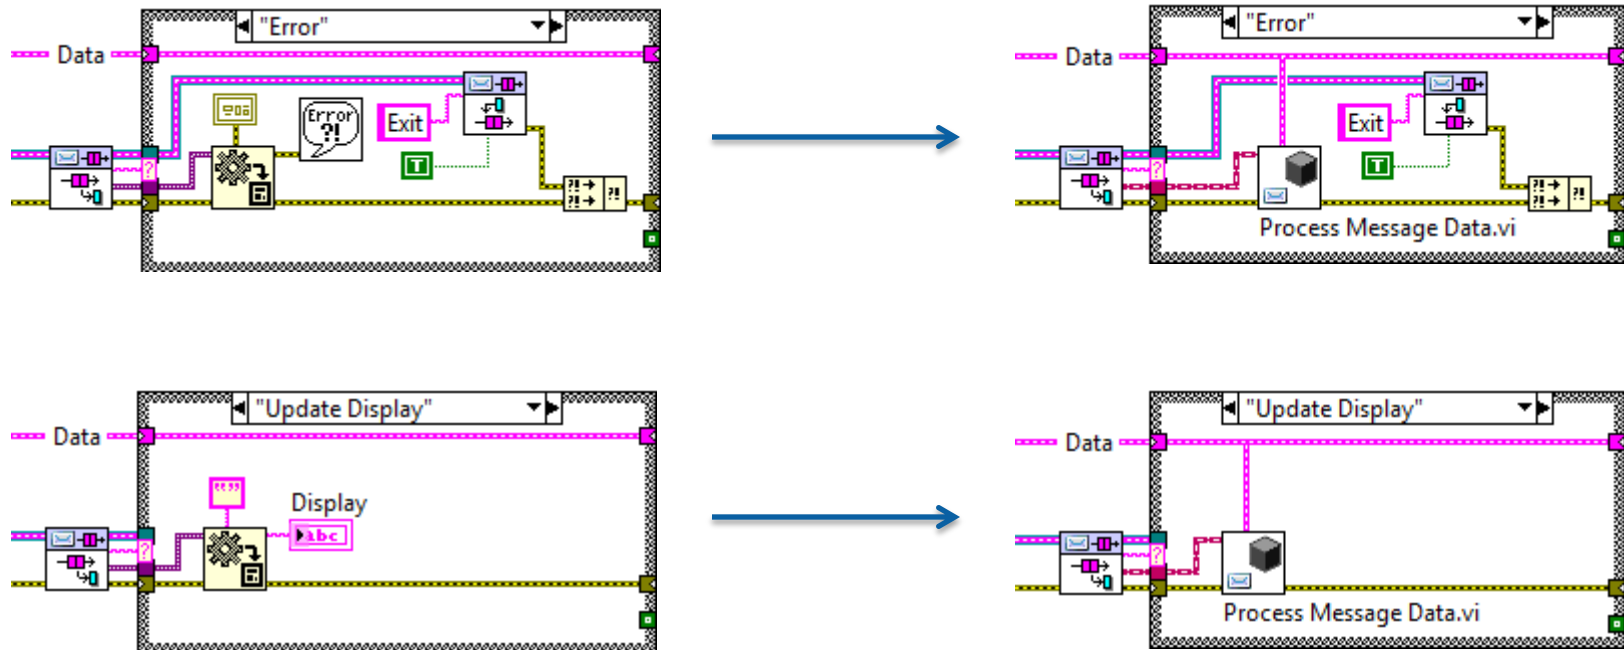 "Error"
Data
Error
?!
Exit
T
?
?! ?! ?!
"Error"
Data
Exit
T
?
?! ?! ?!
Process Message Data.vi
"Update Display"
Data
Display
abc
?
"Update Display"
Data
?
Process Message Data.vi